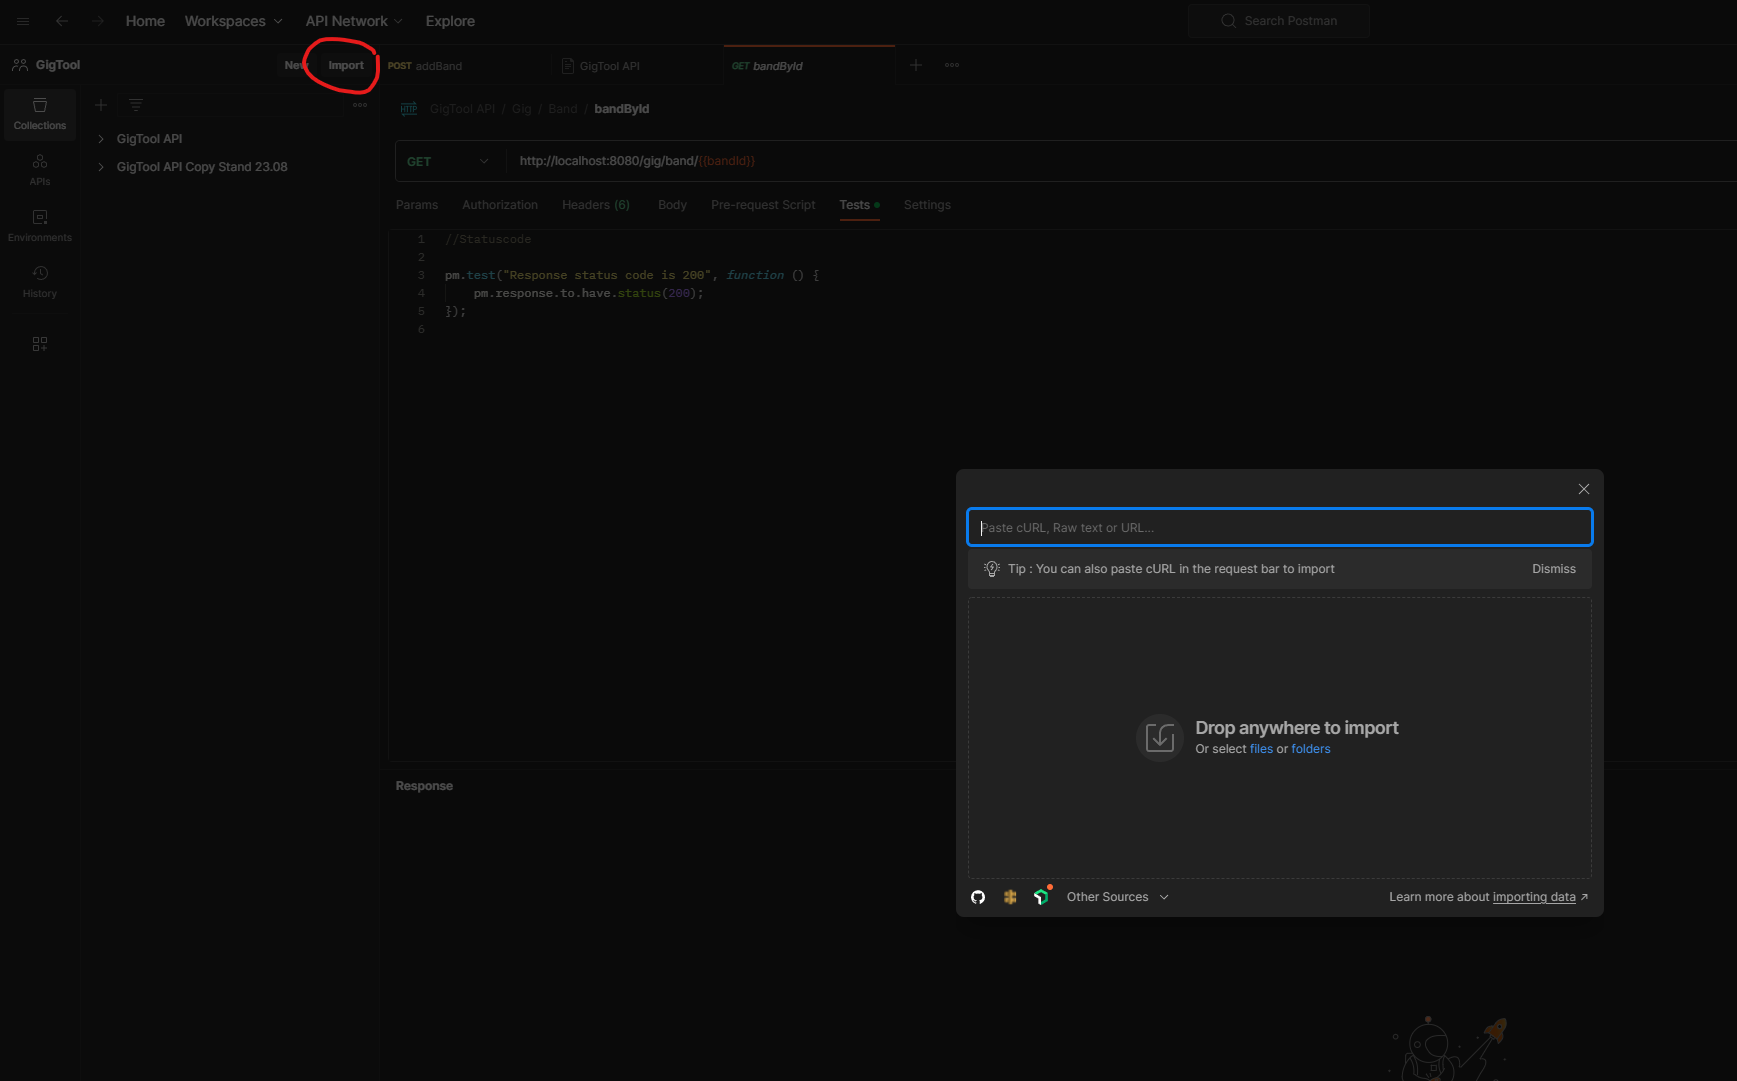 Home Workspaces API Network Explore Search Postman
GigTool New Import POST addBand GigTool API GET bandById
Collections
APIs
Environments
History
GigTool API
GigTool API Copy Stand 23.08
HTTP GigTool API / Gig / Band / bandById
GET http://localhost:8080/gig/band/{{bandId}}
Params Authorization Headers (6) Body Pre-request Script Tests Settings
1 //Statuscode
2
3 pm.test("Response status code is 200", function () {
4 pm.response.to.have.status(200);
5 });
6
Response
Paste cURL, Raw text or URL...
Tip : You can also paste cURL in the request bar to import Dismiss
Drop anywhere to import
Or select files or folders
Other Sources Learn more about importing data ↗